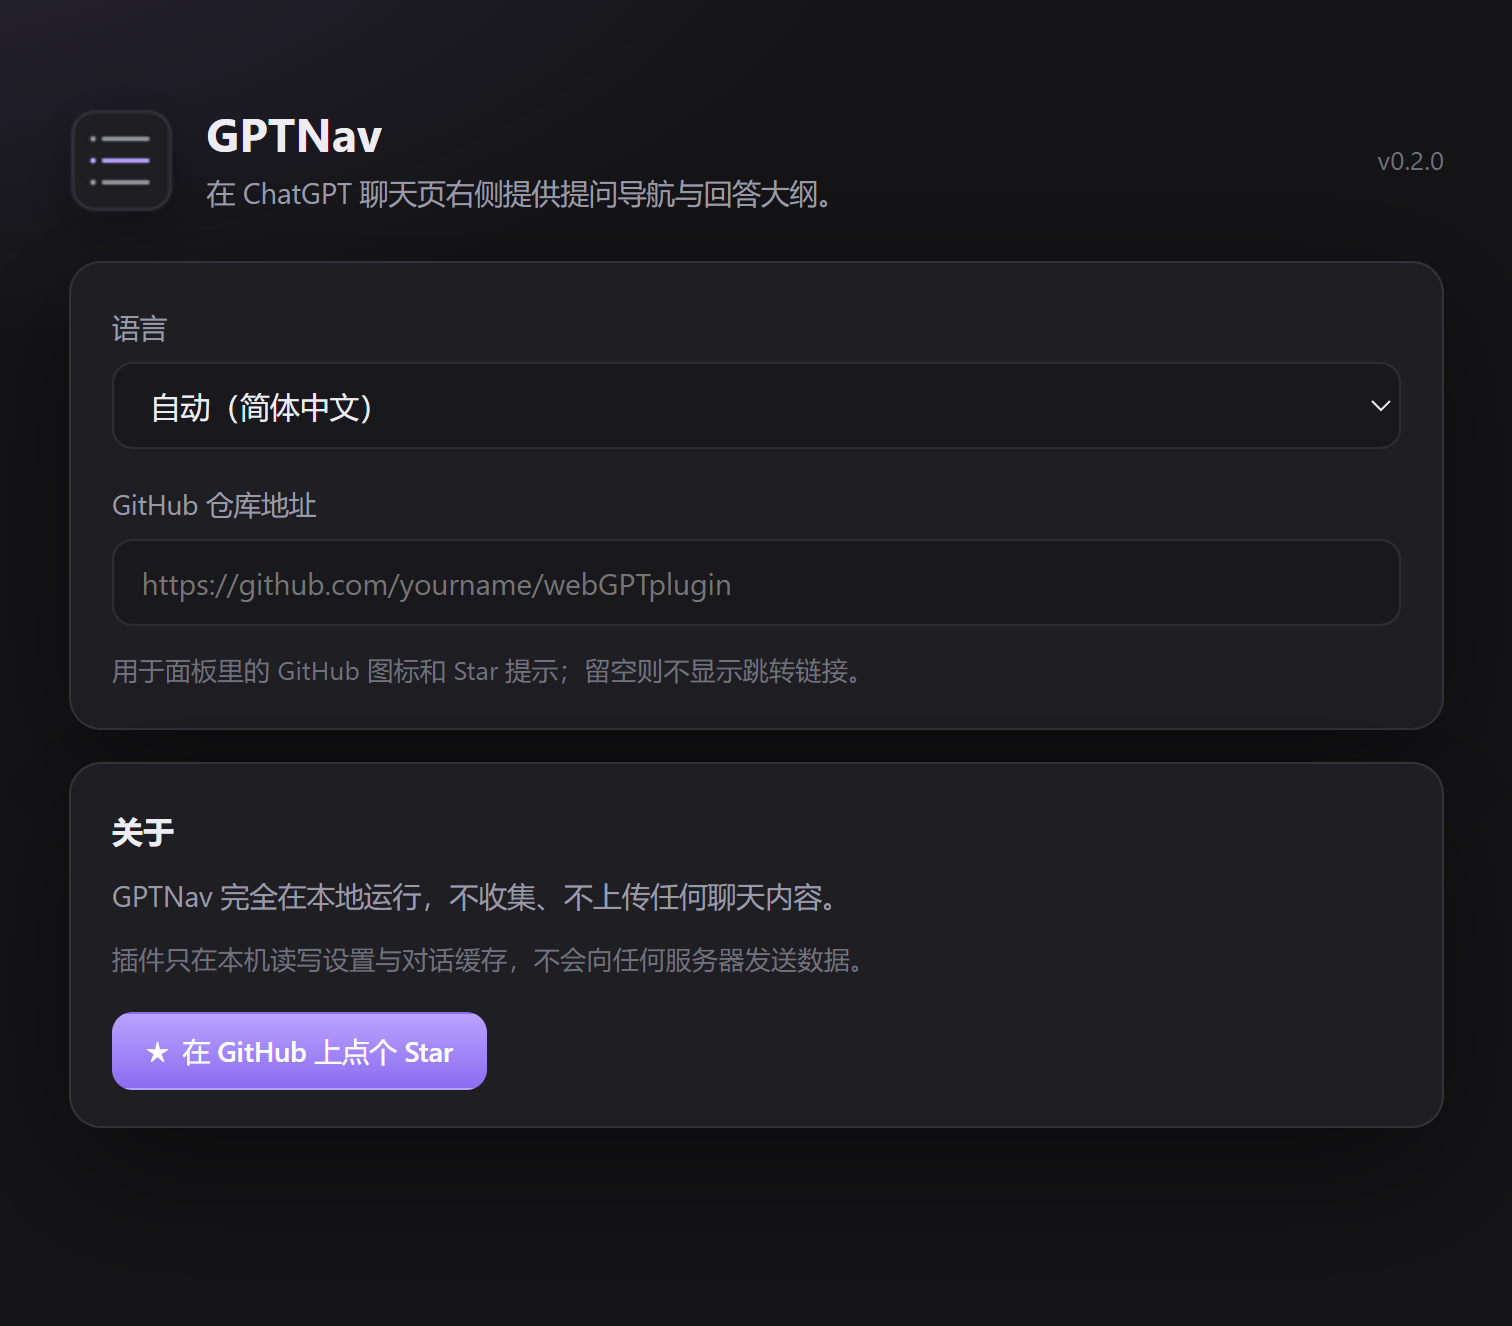 GPTNav
在 ChatGPT 聊天页右侧提供提问导航与回答大纲。
v0.2.0
语言
自动（简体中文）
GitHub 仓库地址
https://github.com/yourname/webGPTplugin
用于面板里的 GitHub 图标和 Star 提示；留空则不显示跳转链接。
关于
GPTNav 完全在本地运行，不收集、不上传任何聊天内容。
插件只在本机读写设置与对话缓存，不会向任何服务器发送数据。
★ 在 GitHub 上点个 Star